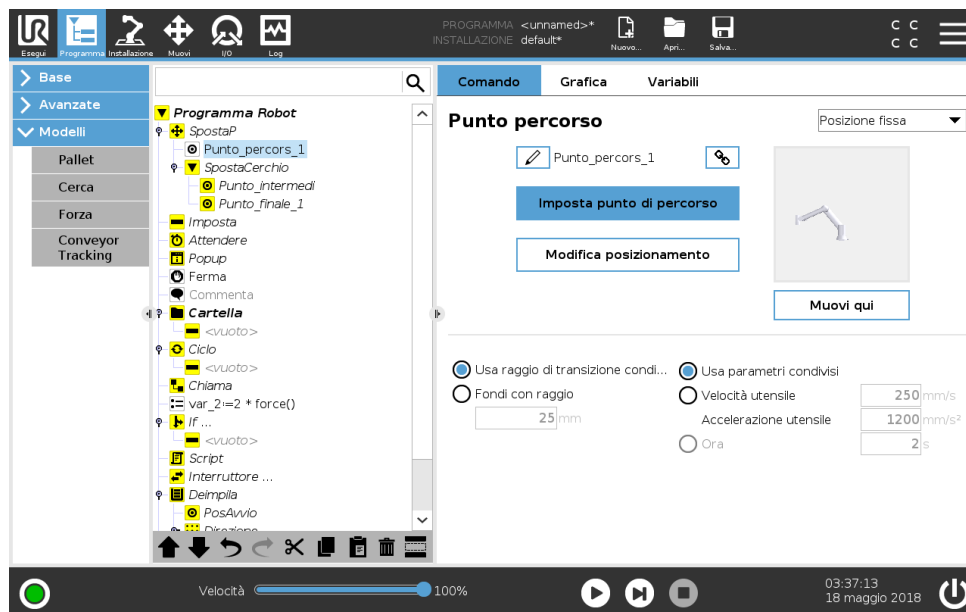 PROGRAMMA <unnamed>*
INSTALLAZIONE default*
Esegui Programma Installazione Muovi I/O Log Nuovo... Apri... Salva...
C C
C C
Base
Avanzate
Modelli
Pallet
Cerca
Forza
Conveyor
Tracking
Programma Robot
SpostaP
Punto_percors_1
SpostaCerchio
Punto_intermedi
Punto_finale_1
Imposta
Attendere
Popup
Ferma
Commenta
Cartella
<vuoto>
Ciclo
<vuoto>
Chiama
var_2:=2 * force()
If ...
<vuoto>
Script
Interruttore ...
Deimpila
PosAvvio
Direzione
Comando Grafica Variabili
Punto percorso
Posizione fissa
Punto_percors_1
Imposta punto di percorso
Modifica posizionamento
Muovi qui
Usa raggio di transizione condi...
Fondi con raggio
25 mm
Usa parametri condivisi
Velocità utensile 250 mm/s
Accelerazione utensile 1200 mm/s²
Ora 2 s
Velocità 100%
03:37:13
18 maggio 2018